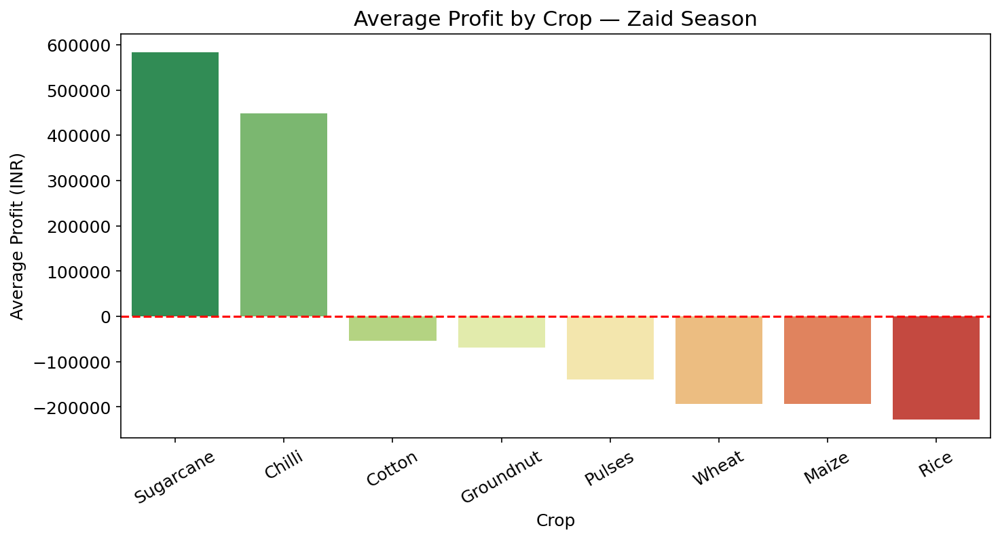 Average Profit by Crop — Zaid Season
Average Profit (INR)
600000
500000
400000
300000
200000
100000
0
−100000
−200000
Sugarcane
Chilli
Cotton
Groundnut
Pulses
Wheat
Maize
Rice
Crop